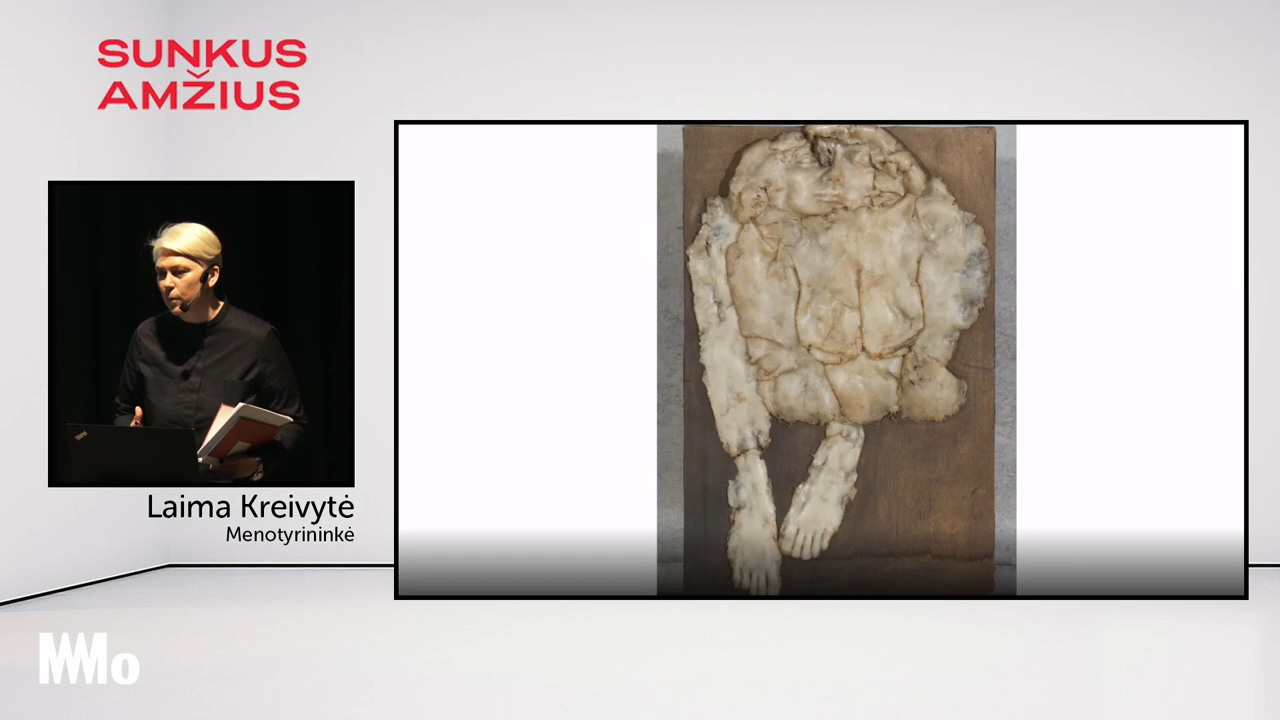 SUNKUS
AMŽIUS
Laima Kreivytė
Menotyrininkė
MMo